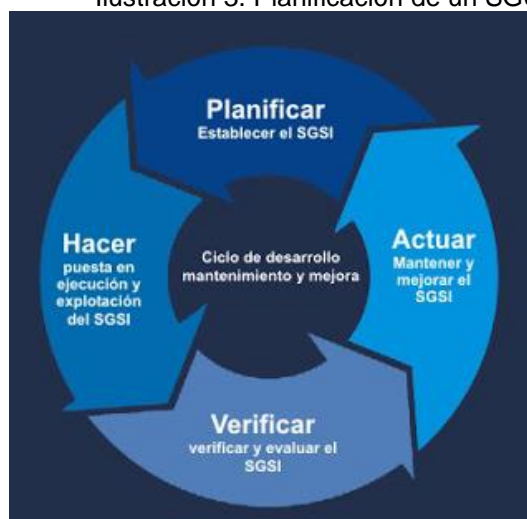 Planificar
Establecer el SGSI
Hacer
puesta en
ejecución y
explotación
del SGSI
Ciclo de desarrollo
mantenimiento y mejora
Actuar
Mantener y
mejorar el
SGSI
Verificar
verificar y evaluar el
SGSI